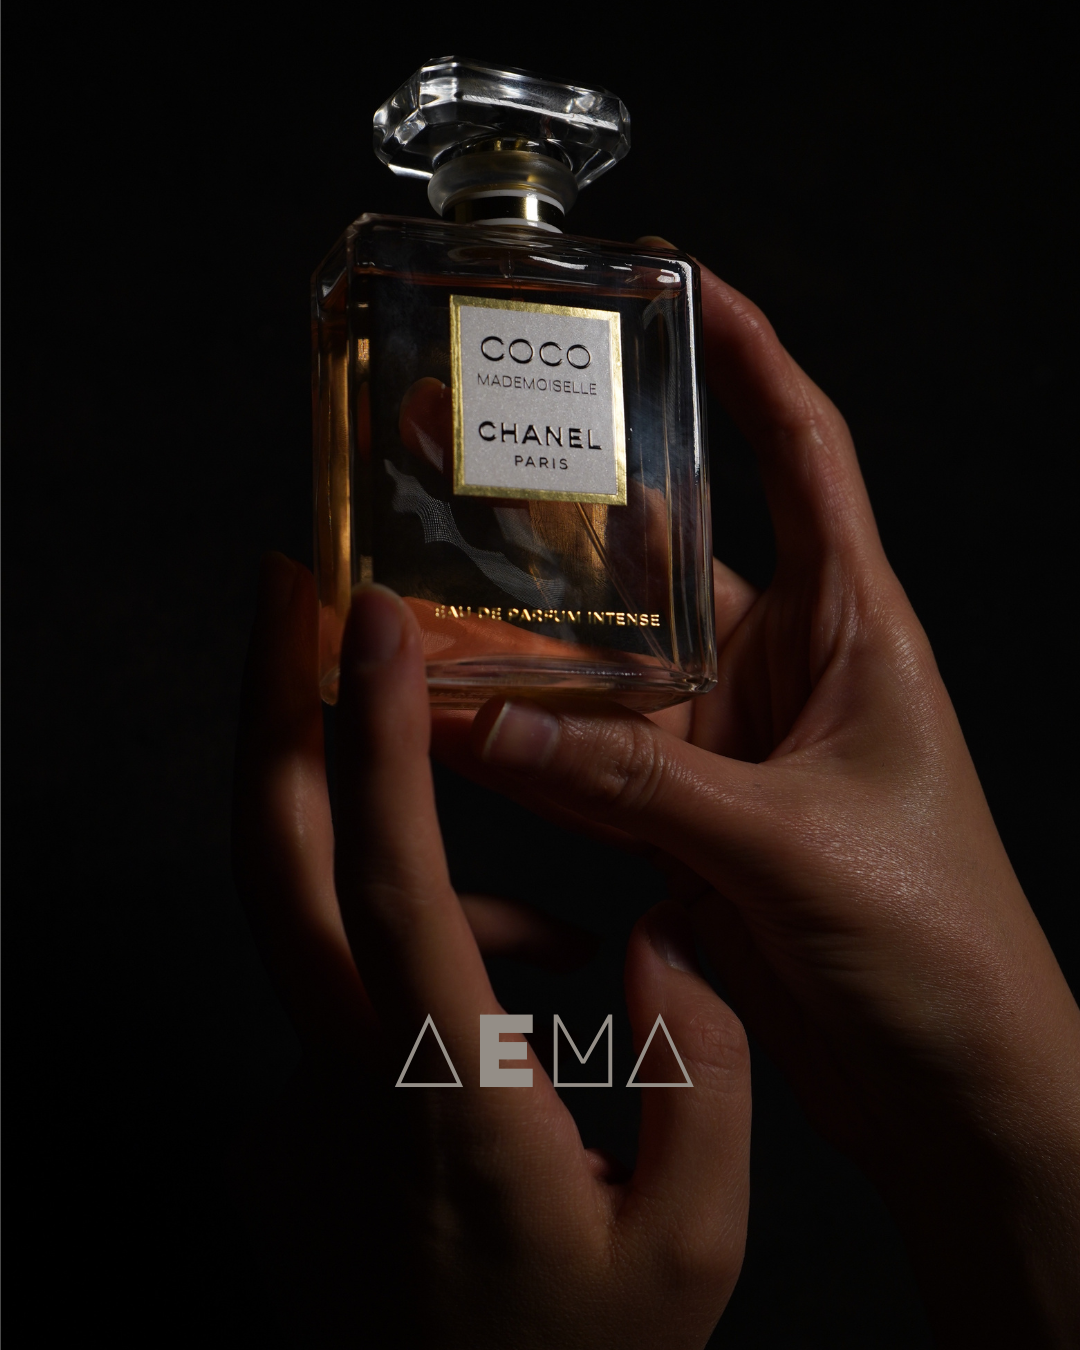 COCO
MADEMOISELLE
CHANEL
PARIS
EAU DE PARFUM INTENSE
AEMA